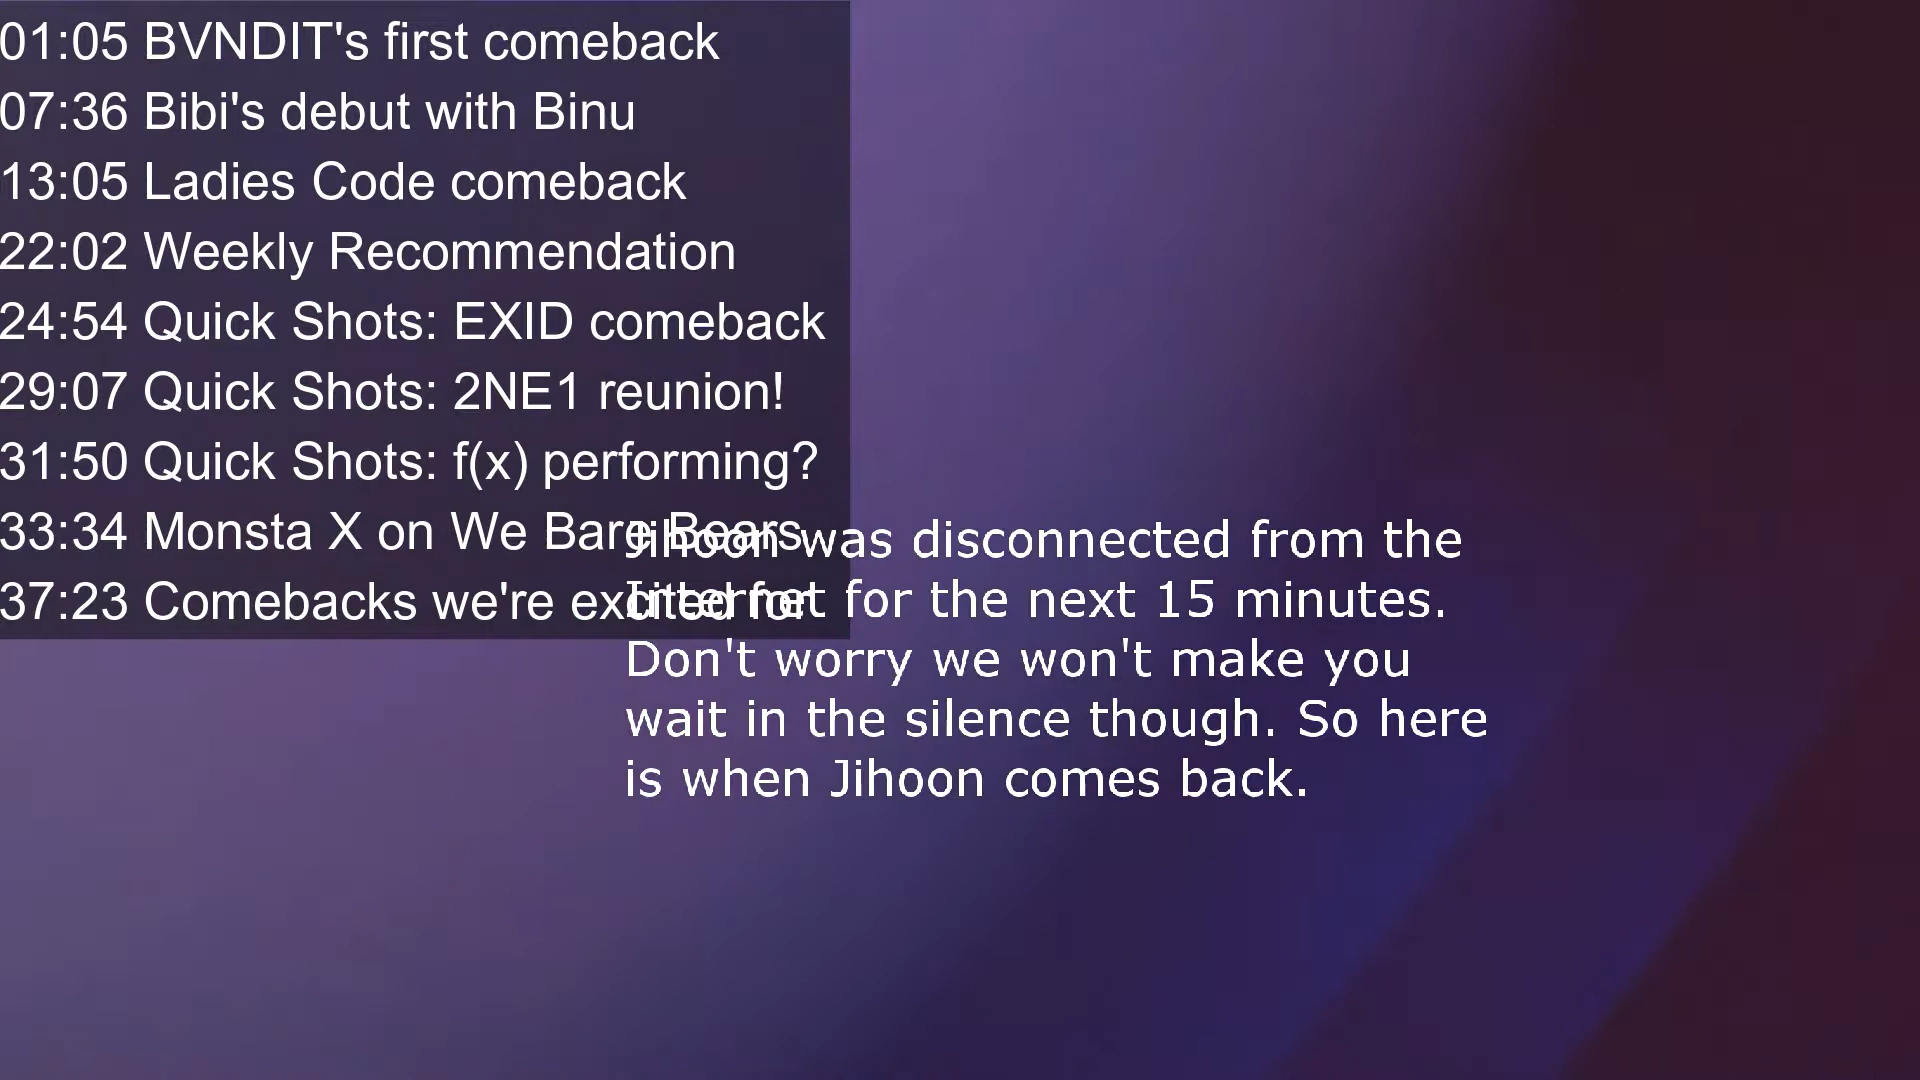 01:05 BVNDIT's first comeback
07:36 Bibi's debut with Binu
13:05 Ladies Code comeback
22:02 Weekly Recommendation
24:54 Quick Shots: EXID comeback
29:07 Quick Shots: 2NE1 reunion!
31:50 Quick Shots: f(x) performing?
33:34 Monsta X on We Bare Bears
37:23 Comebacks we're excited for
Jihoon was disconnected from the
Internet for the next 15 minutes.
Don't worry we won't make you
wait in the silence though. So here
is when Jihoon comes back.